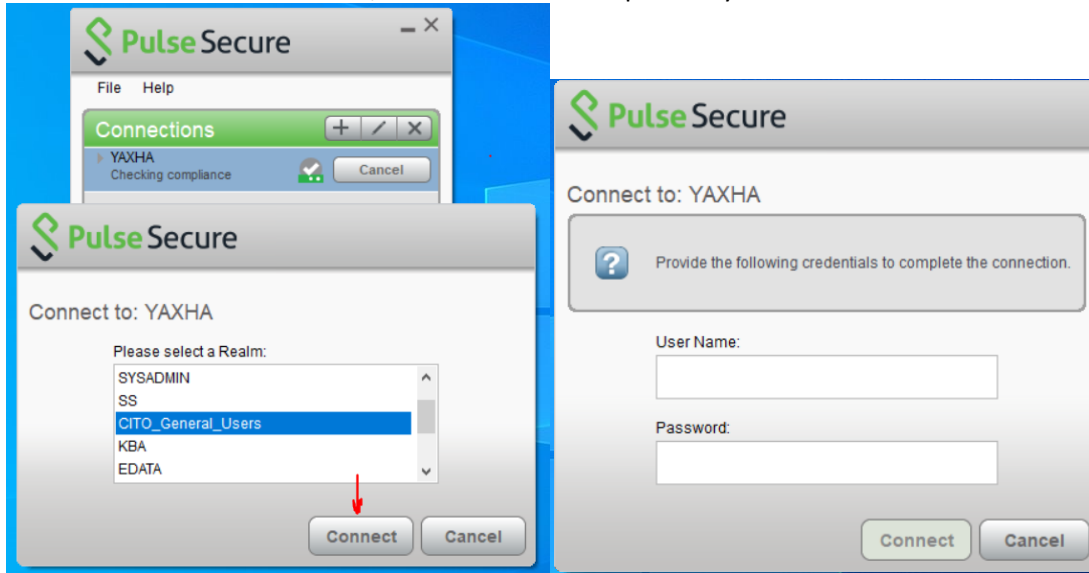 Pulse Secure
File Help
Connections
YAXHA
Checking compliance
Cancel
Pulse Secure
Connect to: YAXHA
Please select a Realm:
SYSADMIN
SS
CITO_General_Users
KBA
EDATA
Connect Cancel
Pulse Secure
Connect to: YAXHA
Provide the following credentials to complete the connection.
User Name:
Password:
Connect Cancel